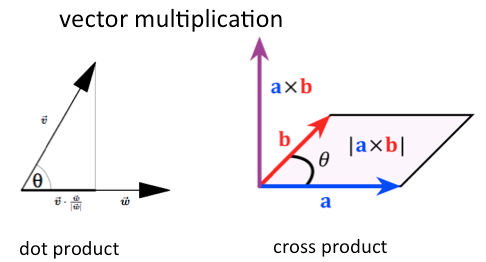 vector multiplication
v⃗
θ
v⃗ · w⃗/|w⃗|
w⃗
dot product
a×b
b
θ
|a×b|
a
cross product